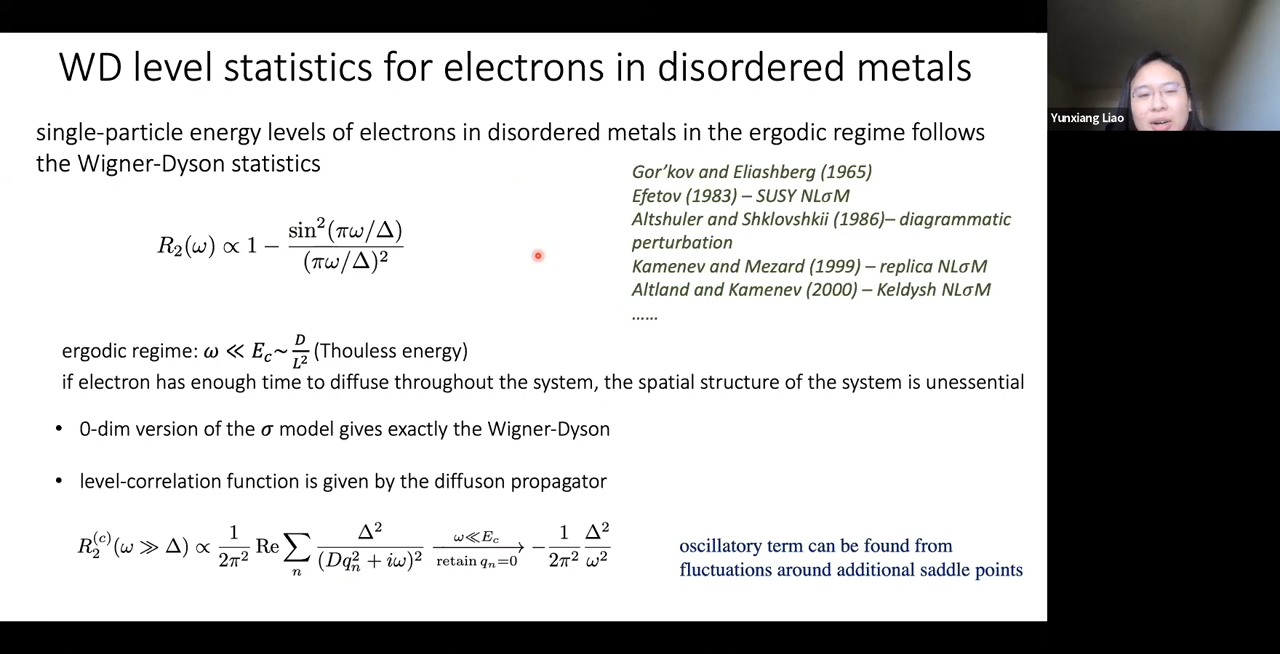 WD level statistics for electrons in disordered metals
Yunxiang Liao
single-particle energy levels of electrons in disordered metals in the ergodic regime follows
the Wigner-Dyson statistics
Gor’kov and Eliashberg (1965)
Efetov (1983) – SUSY NLσM
Altshuler and Shklovshkii (1986)– diagrammatic
perturbation
Kamenev and Mezard (1999) – replica NLσM
Altland and Kamenev (2000) – Keldysh NLσM
……
R₂(ω) ∝ 1 − sin²(πω/Δ) / (πω/Δ)²
ergodic regime: ω ≪ E_c~ D/L² (Thouless energy)
if electron has enough time to diffuse throughout the system, the spatial structure of the system is unessential
• 0-dim version of the σ model gives exactly the Wigner-Dyson
• level-correlation function is given by the diffuson propagator
R₂^(c)(ω ≫ Δ) ∝ 1/2π² Re ∑_n Δ² / (Dq_n² + iω)² ω≪E_c retain q_n=0 → − 1/2π² Δ²/ω²
oscillatory term can be found from
fluctuations around additional saddle points